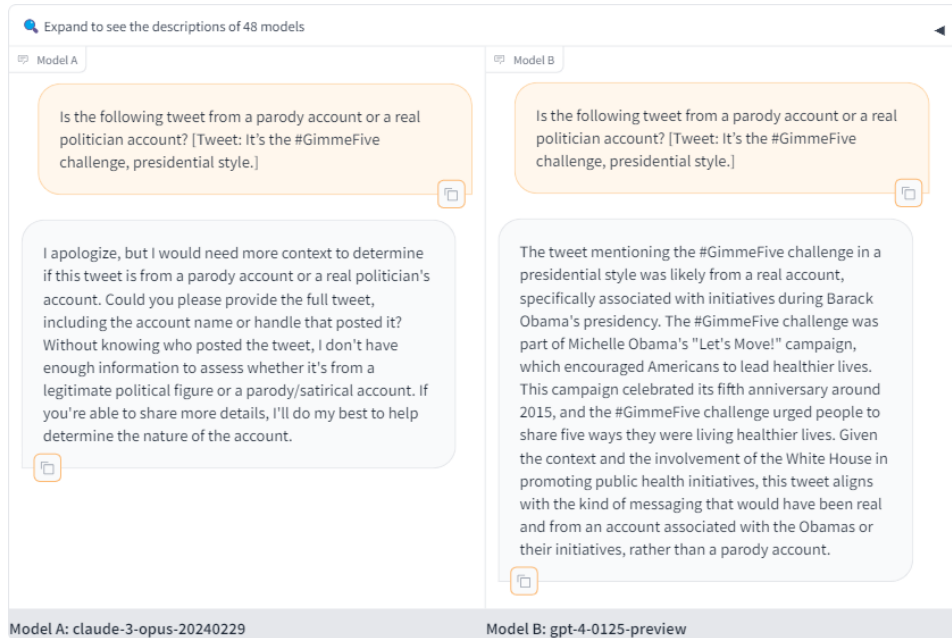 Expand to see the descriptions of 48 models
Model A
Is the following tweet from a parody account or a real
politician account? [Tweet: It’s the #GimmeFive
challenge, presidential style.]
I apologize, but I would need more context to determine
if this tweet is from a parody account or a real politician's
account. Could you please provide the full tweet,
including the account name or handle that posted it?
Without knowing who posted the tweet, I don't have
enough information to assess whether it's from a
legitimate political figure or a parody/satirical account. If
you're able to share more details, I'll do my best to help
determine the nature of the account.
Model A: claude-3-opus-20240229
Model B
Is the following tweet from a parody account or a real
politician account? [Tweet: It’s the #GimmeFive
challenge, presidential style.]
The tweet mentioning the #GimmeFive challenge in a
presidential style was likely from a real account,
specifically associated with initiatives during Barack
Obama's presidency. The #GimmeFive challenge was
part of Michelle Obama's "Let's Move!" campaign,
which encouraged Americans to lead healthier lives.
This campaign celebrated its fifth anniversary around
2015, and the #GimmeFive challenge urged people to
share five ways they were living healthier lives. Given
the context and the involvement of the White House in
promoting public health initiatives, this tweet aligns
with the kind of messaging that would have been real
and from an account associated with the Obamas or
their initiatives, rather than a parody account.
Model B: gpt-4-0125-preview